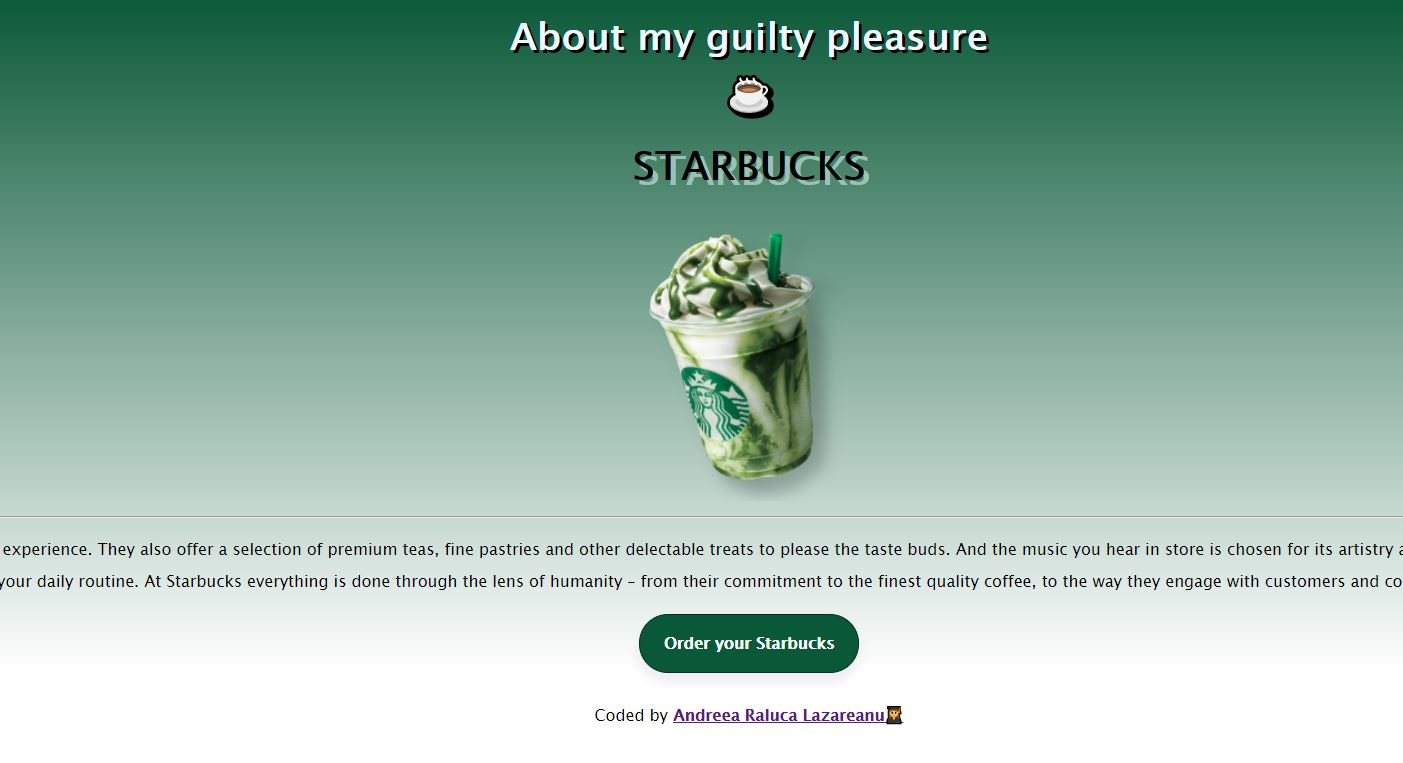 About my guilty pleasure
STARBUCKS
experience. They also offer a selection of premium teas, fine pastries and other delectable treats to please the taste buds. And the music you hear in store is chosen for its artistry
your daily routine. At Starbucks everything is done through the lens of humanity – from their commitment to the finest quality coffee, to the way they engage with customers and co
Order your Starbucks
Coded by Andreea Raluca Lazareanu